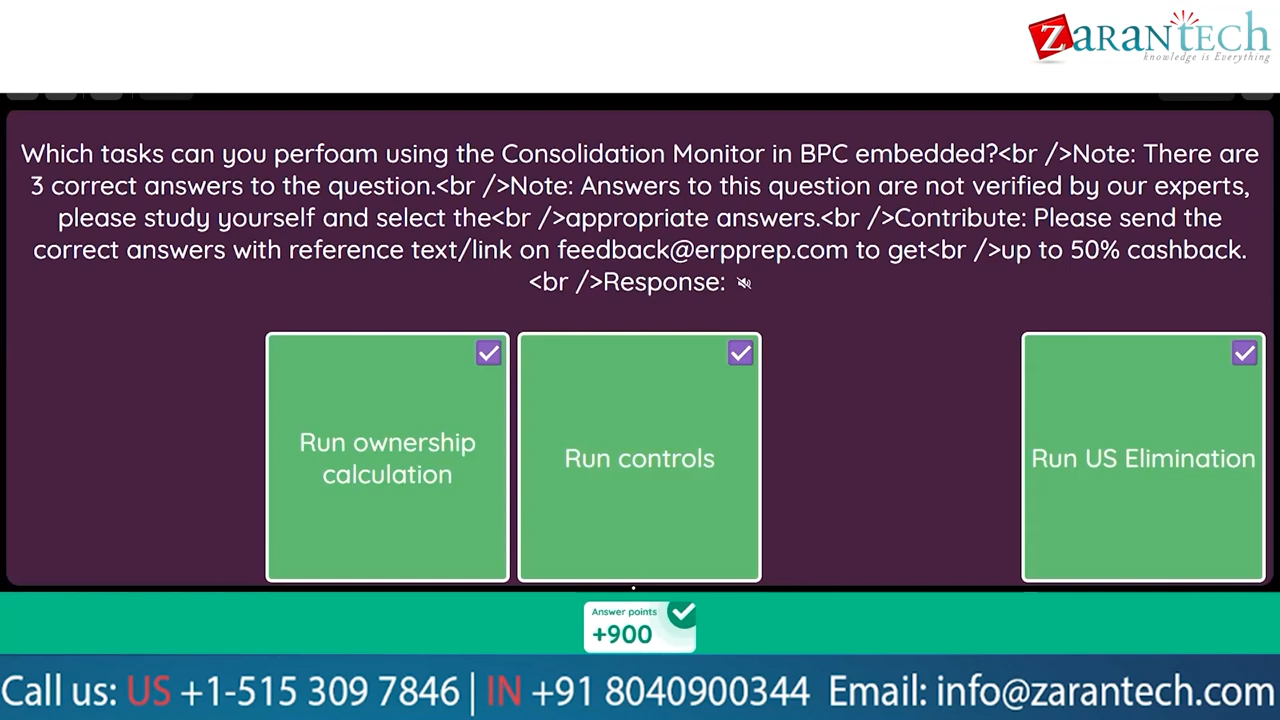 ZARANTECH
knowledge is Everything
Which tasks can you perfoam using the Consolidation Monitor in BPC embedded?<br />Note: There are
3 correct answers to the question.<br />Note: Answers to this question are not verified by our experts,
please study yourself and select the<br />appropriate answers.<br />Contribute: Please send the
correct answers with reference text/link on feedback@erpprep.com to get<br />up to 50% cashback.
<br />Response:
Run ownership
calculation
Run controls
Run US Elimination
Answer points
+900
Call us: US +1-515 309 7846 | IN +91 8040900344 Email: info@zarantech.com